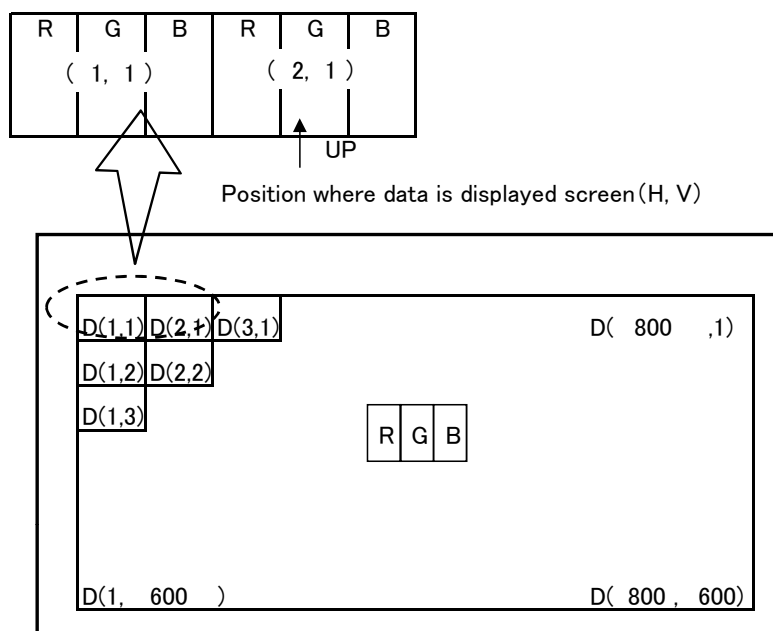 R G B R G B
( 1, 1 ) ( 2, 1 )
UP
Position where data is displayed screen(H, V)
D(1,1) D(2,1) D(3,1) D( 800 ,1)
D(1,2) D(2,2)
D(1,3)
R G B
D(1, 600 ) D( 800 , 600)